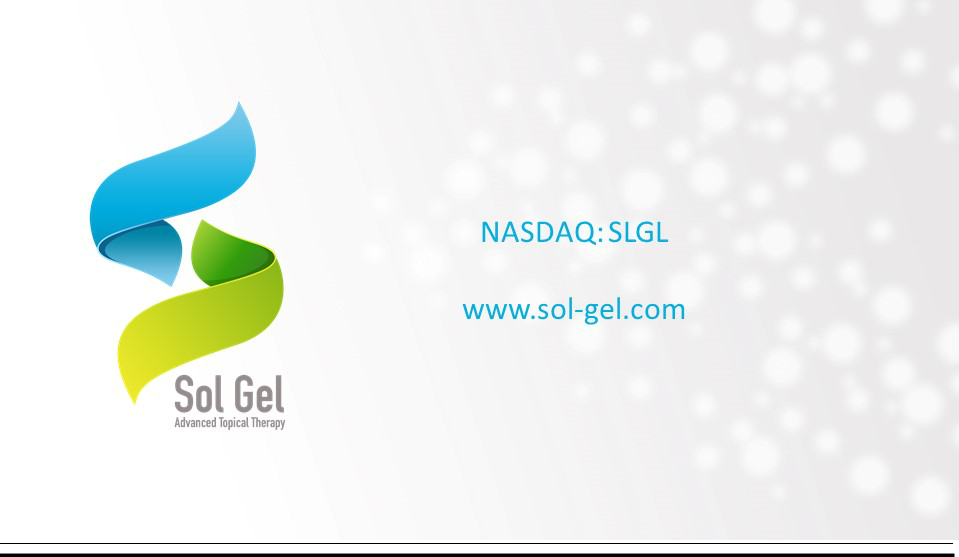 NASDAQ: SLGL
www.sol-gel.com
Sol Gel
Advanced Topical Therapy